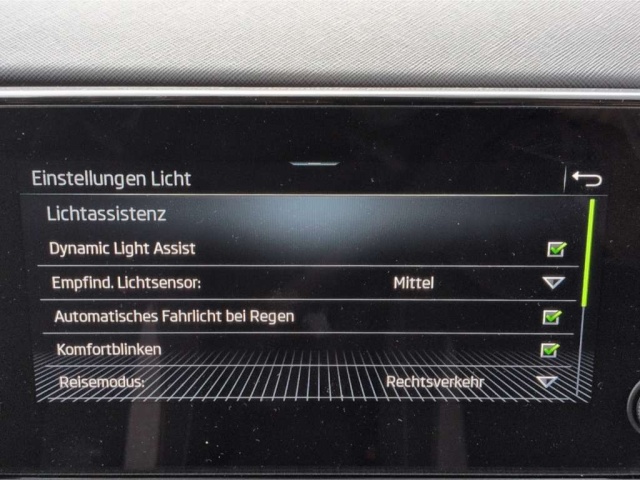 Einstellungen Licht
Lichtassistenz
Dynamic Light Assist
Empfind. Lichtsensor: Mittel
Automatisches Fahrlicht bei Regen
Komfortblinken
Reisemodus: Rechtsverkehr